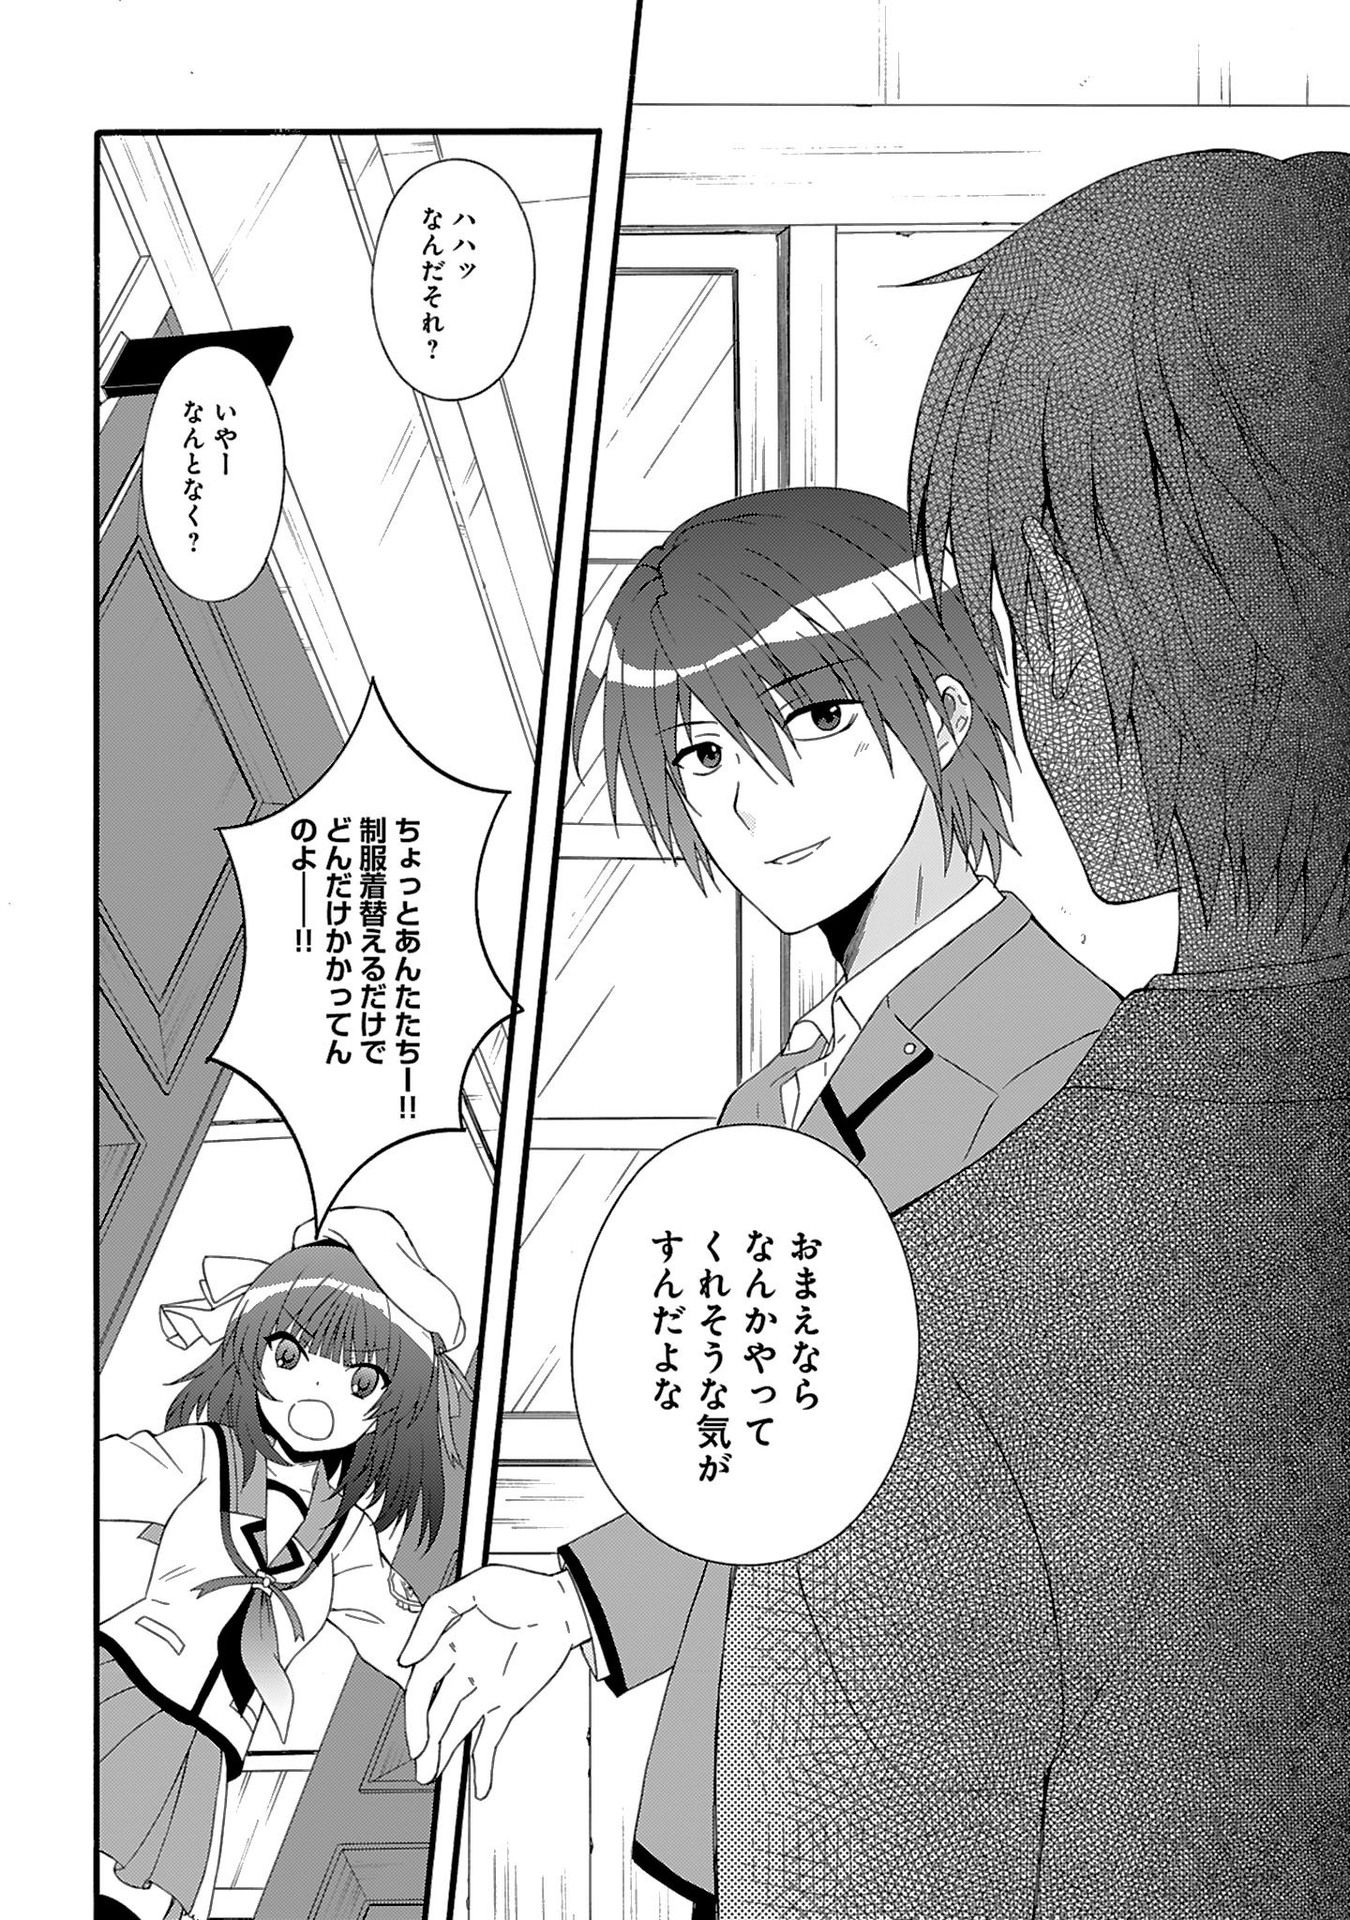 おまえなら
なんかやって
くれそうな気が
すんだよな
ハハッ
なんだそれ？
いやー
なんとなく？
ちょっとあんたたちー!!
制服着替えるだけで
どんだけかかってん
のよ――!!